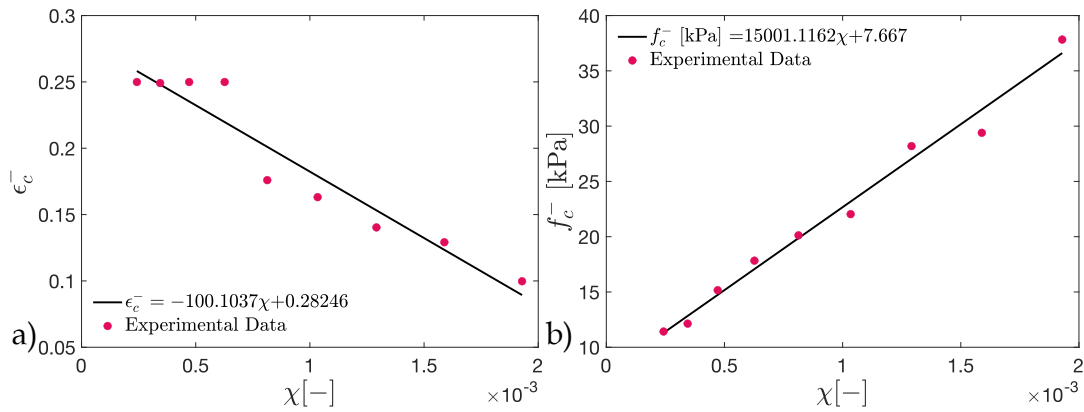 a)
0.3
0.25
0.2
0.15
0.1
0.05
ϵ_c^-
ϵ_c^- = −100.1037χ+0.28246
Experimental Data
0
0.5
1
1.5
2
×10^-3
χ[−]
b)
40
35
30
25
20
15
10
f_c^- [kPa]
f_c^- [kPa] =15001.1162χ+7.667
Experimental Data
0
0.5
1
1.5
2
×10^-3
χ[−]